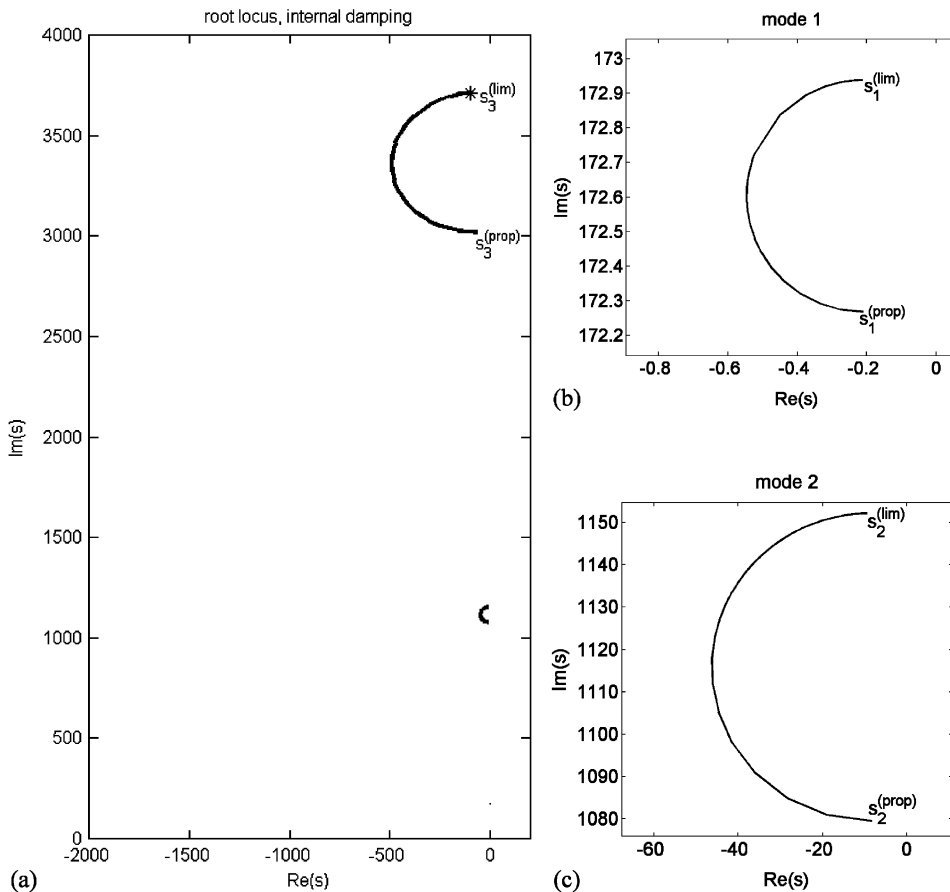 root locus, internal damping
4000
3500
3000
2500
2000
1500
1000
500
0
-2000
-1500
-1000
-500
0
Re(s)
Im(s)
s3(lim)
s3(prop)
(a)
mode 1
173
172.9
172.8
172.7
172.6
172.5
172.4
172.3
172.2
-0.8
-0.6
-0.4
-0.2
0
Re(s)
Im(s)
s1(lim)
s1(prop)
(b)
mode 2
1150
1140
1130
1120
1110
1100
1090
1080
-60
-40
-20
0
Re(s)
Im(s)
s2(lim)
s2(prop)
(c)